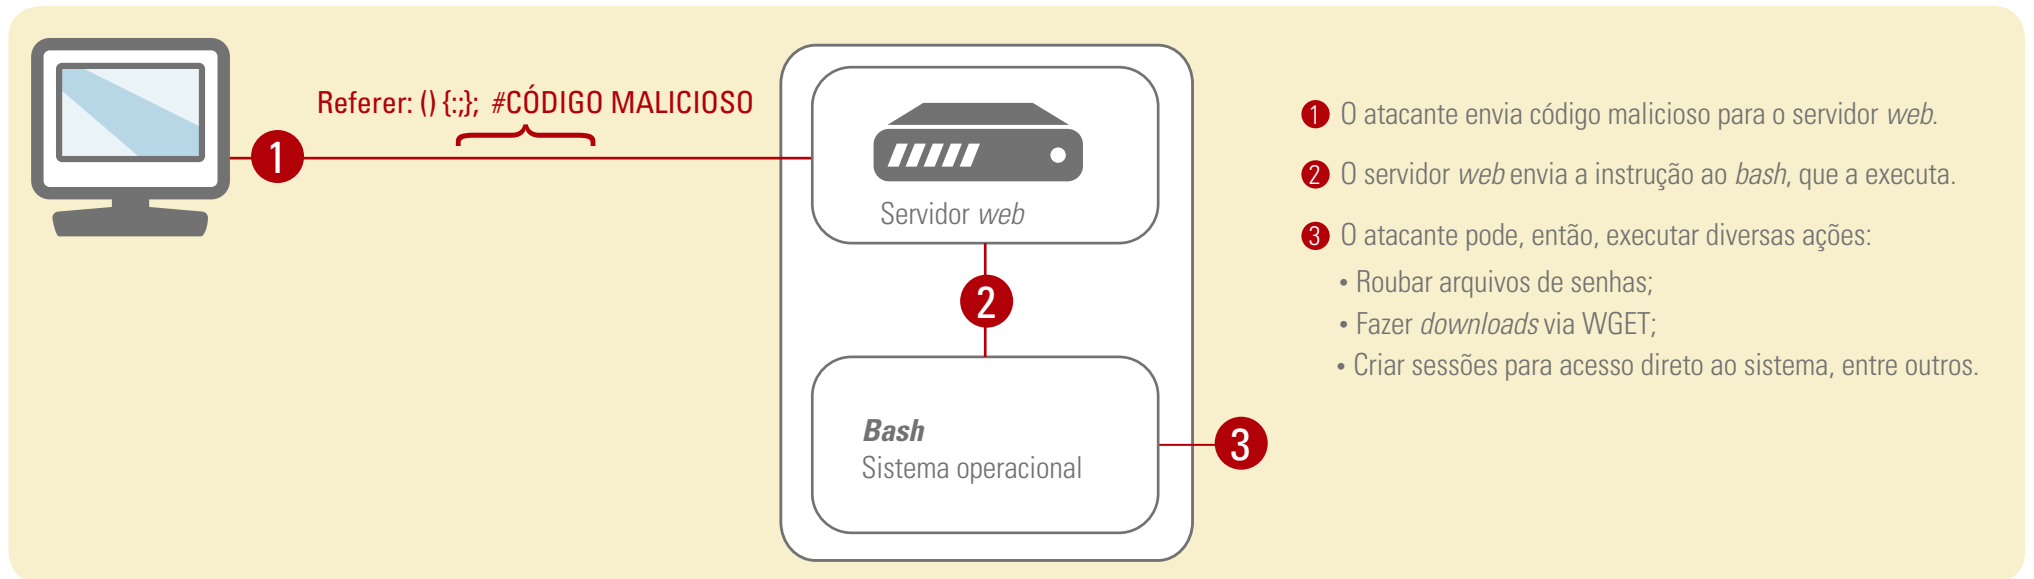 Referer: () {:;}; #CÓDIGO MALICIOSO
1
Servidor web
2
Bash
Sistema operacional
3
1 O atacante envia código malicioso para o servidor web.
2 O servidor web envia a instrução ao bash, que a executa.
3 O atacante pode, então, executar diversas ações:
• Roubar arquivos de senhas;
• Fazer downloads via WGET;
• Criar sessões para acesso direto ao sistema, entre outros.